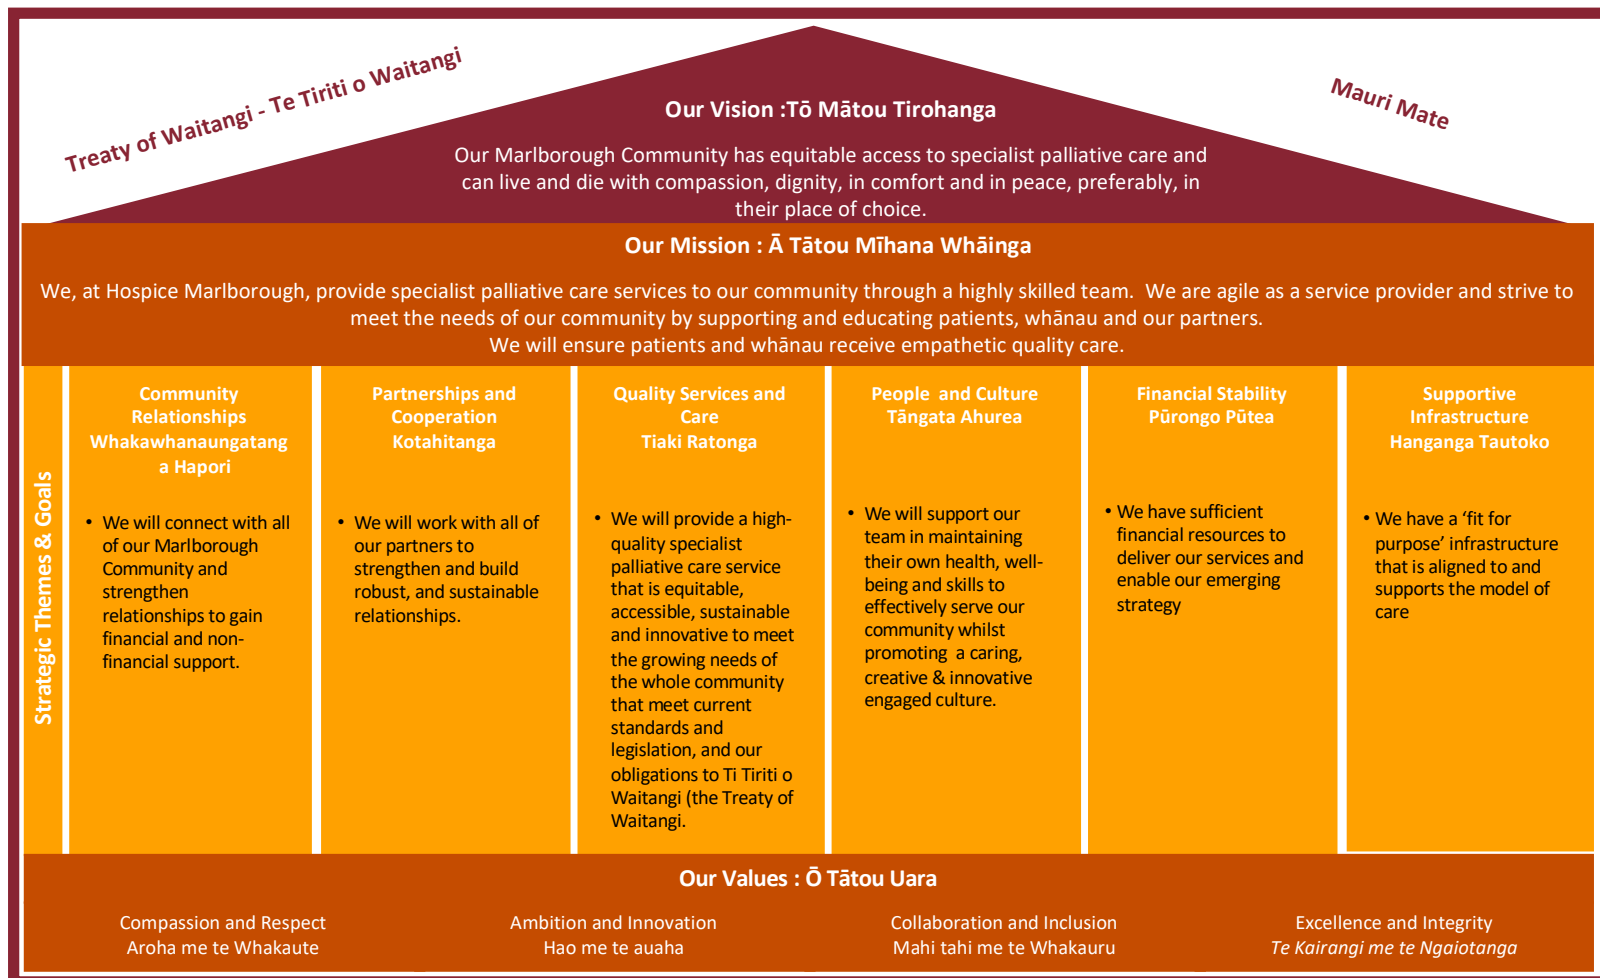 Treaty of Waitangi - Te Tiriti o Waitangi
Mauri Mate
Our Vision :Tō Mātou Tirohanga
Our Marlborough Community has equitable access to specialist palliative care and
can live and die with compassion, dignity, in comfort and in peace, preferably, in
their place of choice.
Our Mission : Ā Tātou Mīhana Whāinga
We, at Hospice Marlborough, provide specialist palliative care services to our community through a highly skilled team.  We are agile as a service provider and strive to
meet the needs of our community by supporting and educating patients, whānau and our partners.
We will ensure patients and whānau receive empathetic quality care.
Strategic Themes & Goals
Community
Relationships
Whakawhanaungatang
a Hapori
• We will connect with all
of our Marlborough
Community and
strengthen
relationships to gain
financial and non-
financial support.
Partnerships and
Cooperation
Kotahitanga
• We will work with all of
our partners to
strengthen and build
robust, and sustainable
relationships.
Quality Services and
Care
Tiaki Ratonga
• We will provide a high-
quality specialist
palliative care service
that is equitable,
accessible, sustainable
and innovative to meet
the growing needs of
the whole community
that meet current
standards and
legislation, and our
obligations to Ti Tiriti o
Waitangi (the Treaty of
Waitangi.
People  and Culture
Tāngata Ahurea
• We will support our
team in maintaining
their own health, well-
being and skills to
effectively serve our
community whilst
promoting  a caring,
creative & innovative
engaged culture.
Financial Stability
Pūrongo Pūtea
• We have sufficient
financial resources to
deliver our services and
enable our emerging
strategy
Supportive
Infrastructure
Hanganga Tautoko
• We have a ‘fit for
purpose’ infrastructure
that is aligned to and
supports the model of
care
Our Values : Ō Tātou Uara
Compassion and Respect
Aroha me te Whakaute
Ambition and Innovation
Hao me te auaha
Collaboration and Inclusion
Mahi tahi me te Whakauru
Excellence and Integrity
Te Kairangi me te Ngaiotanga